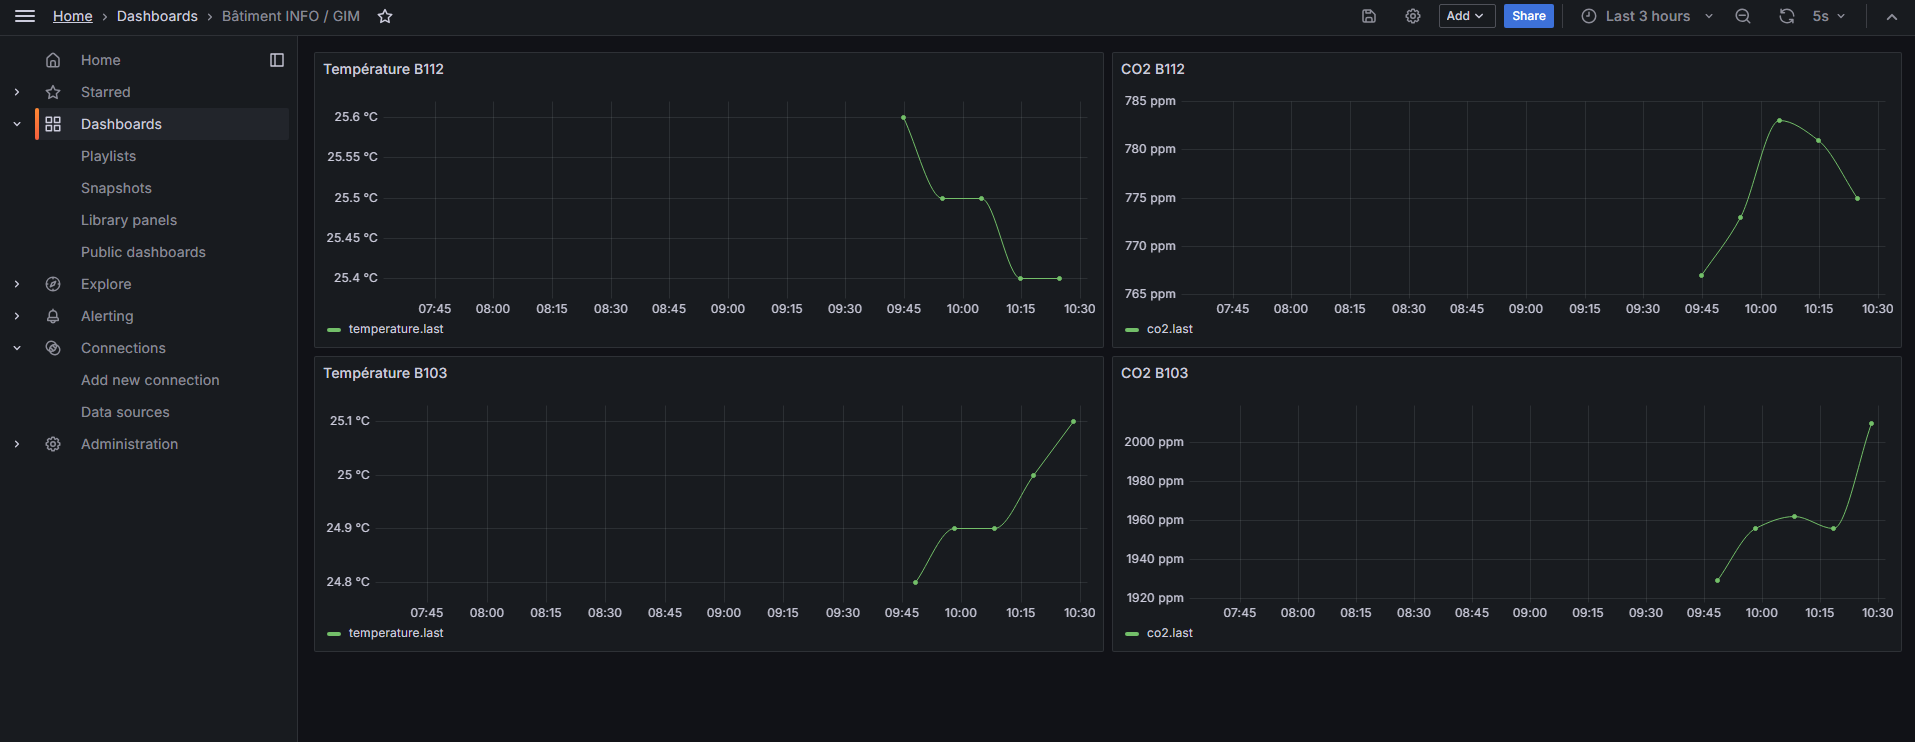 Home › Dashboards › Bâtiment INFO / GIM
Add
Share
Last 3 hours
5s
Home
Starred
Dashboards
Playlists
Snapshots
Library panels
Public dashboards
Explore
Alerting
Connections
Add new connection
Data sources
Administration
Température B112
25.6 °C
25.55 °C
25.5 °C
25.45 °C
25.4 °C
07:45 08:00 08:15 08:30 08:45 09:00 09:15 09:30 09:45 10:00 10:15 10:30
temperature.last
CO2 B112
785 ppm
780 ppm
775 ppm
770 ppm
765 ppm
07:45 08:00 08:15 08:30 08:45 09:00 09:15 09:30 09:45 10:00 10:15 10:30
co2.last
Température B103
25.1 °C
25 °C
24.9 °C
24.8 °C
07:45 08:00 08:15 08:30 08:45 09:00 09:15 09:30 09:45 10:00 10:15 10:30
temperature.last
CO2 B103
2000 ppm
1980 ppm
1960 ppm
1940 ppm
1920 ppm
07:45 08:00 08:15 08:30 08:45 09:00 09:15 09:30 09:45 10:00 10:15 10:30
co2.last